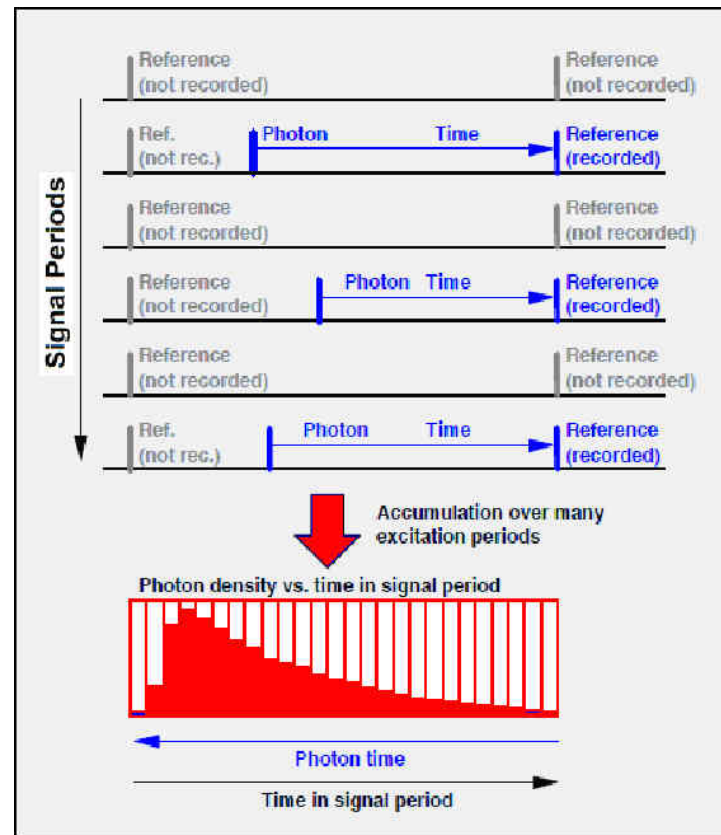 Reference Reference
(not recorded) (not recorded)
Ref. Photon Time Reference
(not rec.) (recorded)
Reference Reference
(not recorded) (not recorded)
Reference Photon Time Reference
(not recorded) (recorded)
Reference Reference
(not recorded) (not recorded)
Ref. Photon Time Reference
(not rec.) (recorded)
Signal Periods
Accumulation over many
excitation periods
Photon density vs. time in signal period
Photon time
Time in signal period